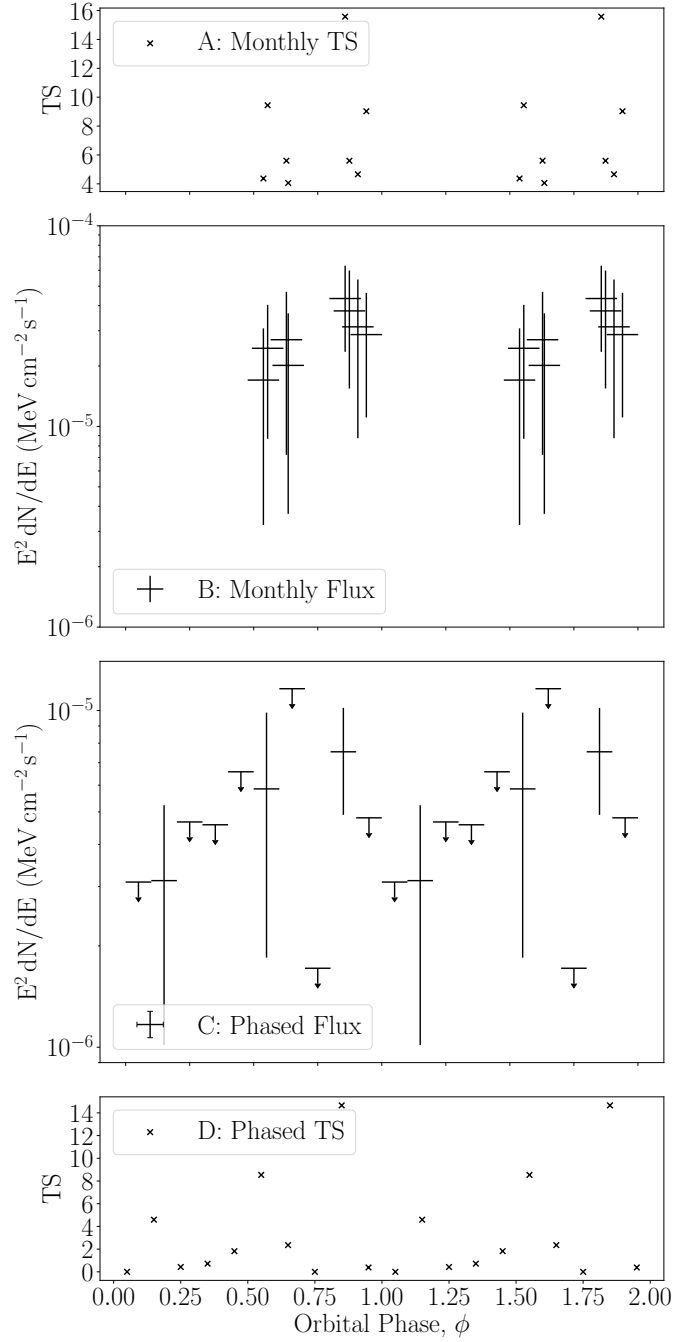 16
14
12
10
8
6
4
TS
A: Monthly TS
10⁻⁴
10⁻⁵
10⁻⁶
E² dN/dE (MeV cm⁻² s⁻¹)
B: Monthly Flux
10⁻⁵
10⁻⁶
E² dN/dE (MeV cm⁻² s⁻¹)
C: Phased Flux
14
12
10
8
6
4
2
0
TS
D: Phased TS
0.00 0.25 0.50 0.75 1.00 1.25 1.50 1.75 2.00
Orbital Phase, ϕ